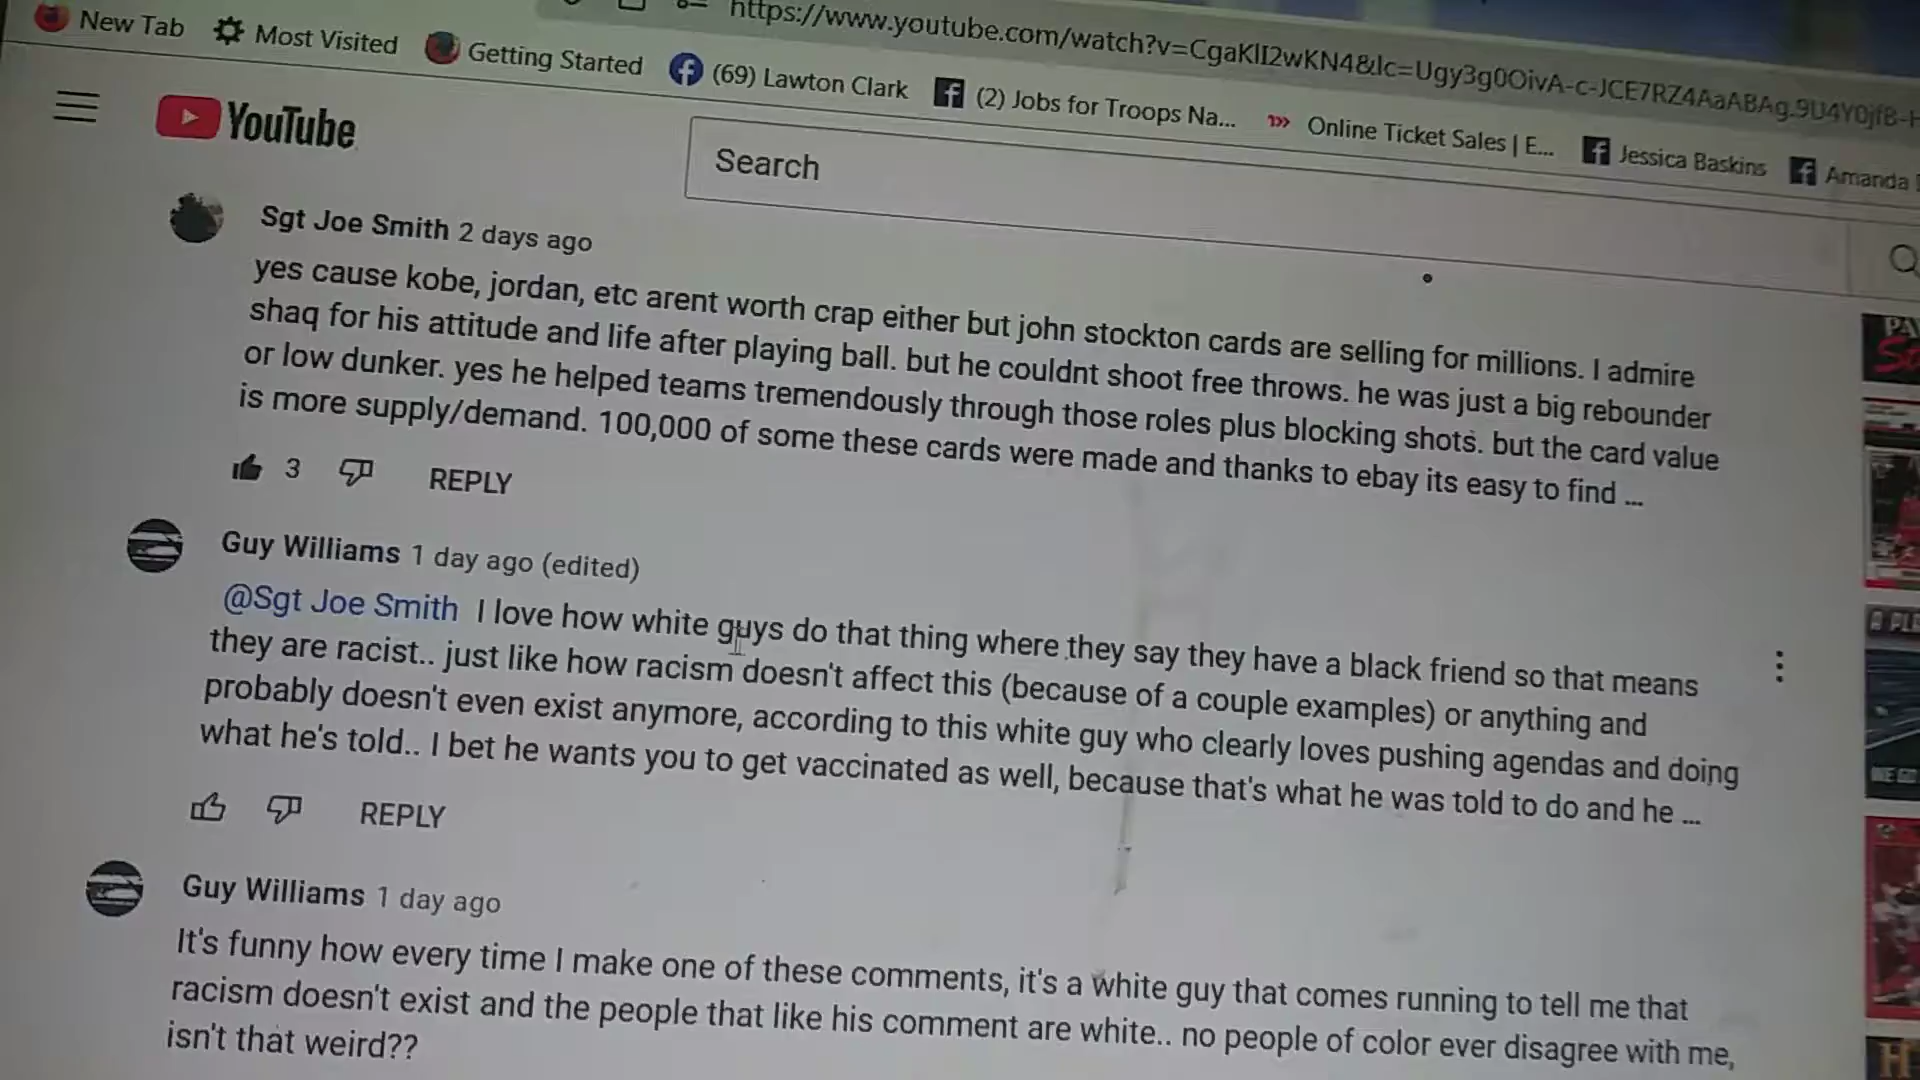 https://www.youtube.com/watch?v=CgaKlI2wKN4&lc=Ugy3g0OivA-c-JCE7RZ4AaABAg.9U4Y0jfB-H
New Tab Most Visited Getting Started (69) Lawton Clark (2) Jobs for Troops Na... Online Ticket Sales | E... Jessica Baskins Amanda
YouTube
Search
Sgt Joe Smith 2 days ago
yes cause kobe, jordan, etc arent worth crap either but john stockton cards are selling for millions. I admire
shaq for his attitude and life after playing ball. but he couldnt shoot free throws. he was just a big rebounder
or low dunker. yes he helped teams tremendously through those roles plus blocking shots. but the card value
is more supply/demand. 100,000 of some these cards were made and thanks to ebay its easy to find ...
3 REPLY
Guy Williams 1 day ago (edited)
@Sgt Joe Smith I love how white guys do that thing where they say they have a black friend so that means
they are racist.. just like how racism doesn't affect this (because of a couple examples) or anything and
probably doesn't even exist anymore, according to this white guy who clearly loves pushing agendas and doing
what he's told.. I bet he wants you to get vaccinated as well, because that's what he was told to do and he ...
REPLY
Guy Williams 1 day ago
It's funny how every time I make one of these comments, it's a white guy that comes running to tell me that
racism doesn't exist and the people that like his comment are white.. no people of color ever disagree with me,
isn't that weird??